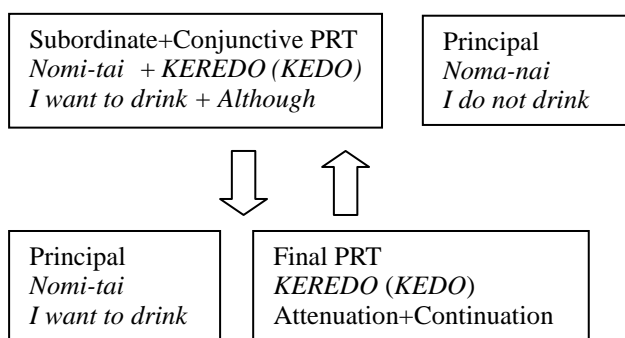 Subordinate+Conjunctive PRT
Nomi-tai + KEREDO (KEDO)
I want to drink + Although
Principal
Noma-nai
I do not drink
Principal
Nomi-tai
I want to drink
Final PRT
KEREDO (KEDO)
Attenuation+Continuation